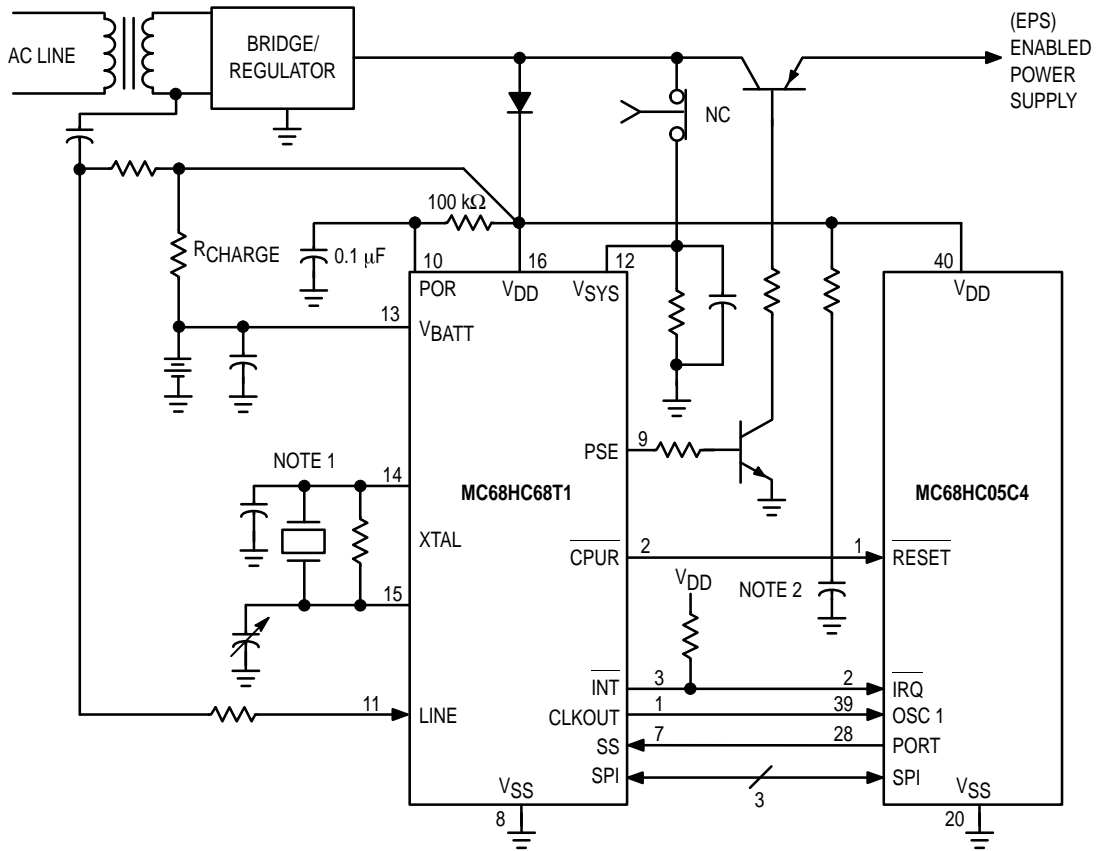 (EPS)
ENABLED
POWER
SUPPLY
AC LINE
BRIDGE/
REGULATOR
NC
100 kΩ
RCHARGE
0.1 μF
10
16
12
40
POR
VDD
VSYS
VDD
13
VBATT
PSE
9
NOTE 1
14
MC68HC68T1
MC68HC05C4
XTAL
CPUR
2
1
RESET
VDD
NOTE 2
15
INT
3
2
IRQ
11
LINE
CLKOUT
1
39
OSC 1
SS
7
28
PORT
SPI
3
SPI
VSS
8
VSS
20